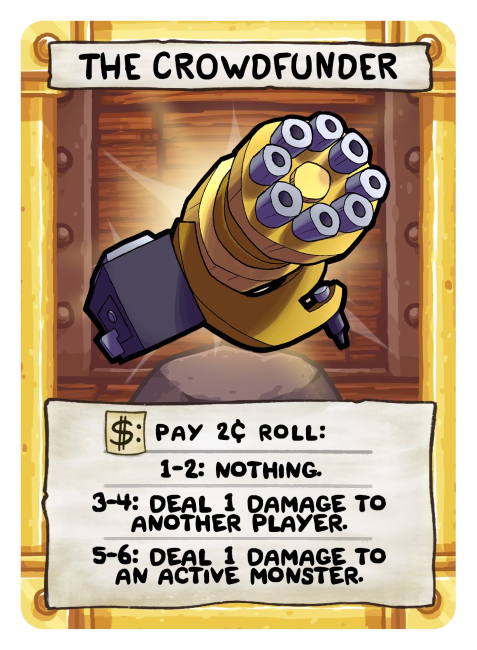 THE CROWDFUNDER
$: PAY 2¢ ROLL:
1-2: NOTHING.
3-4: DEAL 1 DAMAGE TO
ANOTHER PLAYER.
5-6: DEAL 1 DAMAGE TO
AN ACTIVE MONSTER.